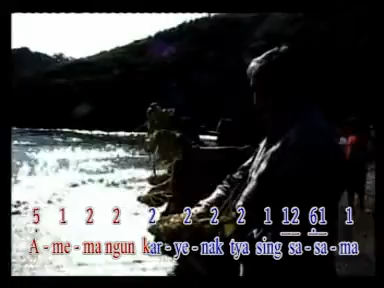 5 1 2 2 2 2 2 2 1 12 61 1
A - me - ma ngun kar - ye - nak tya sing sa - sa - ma